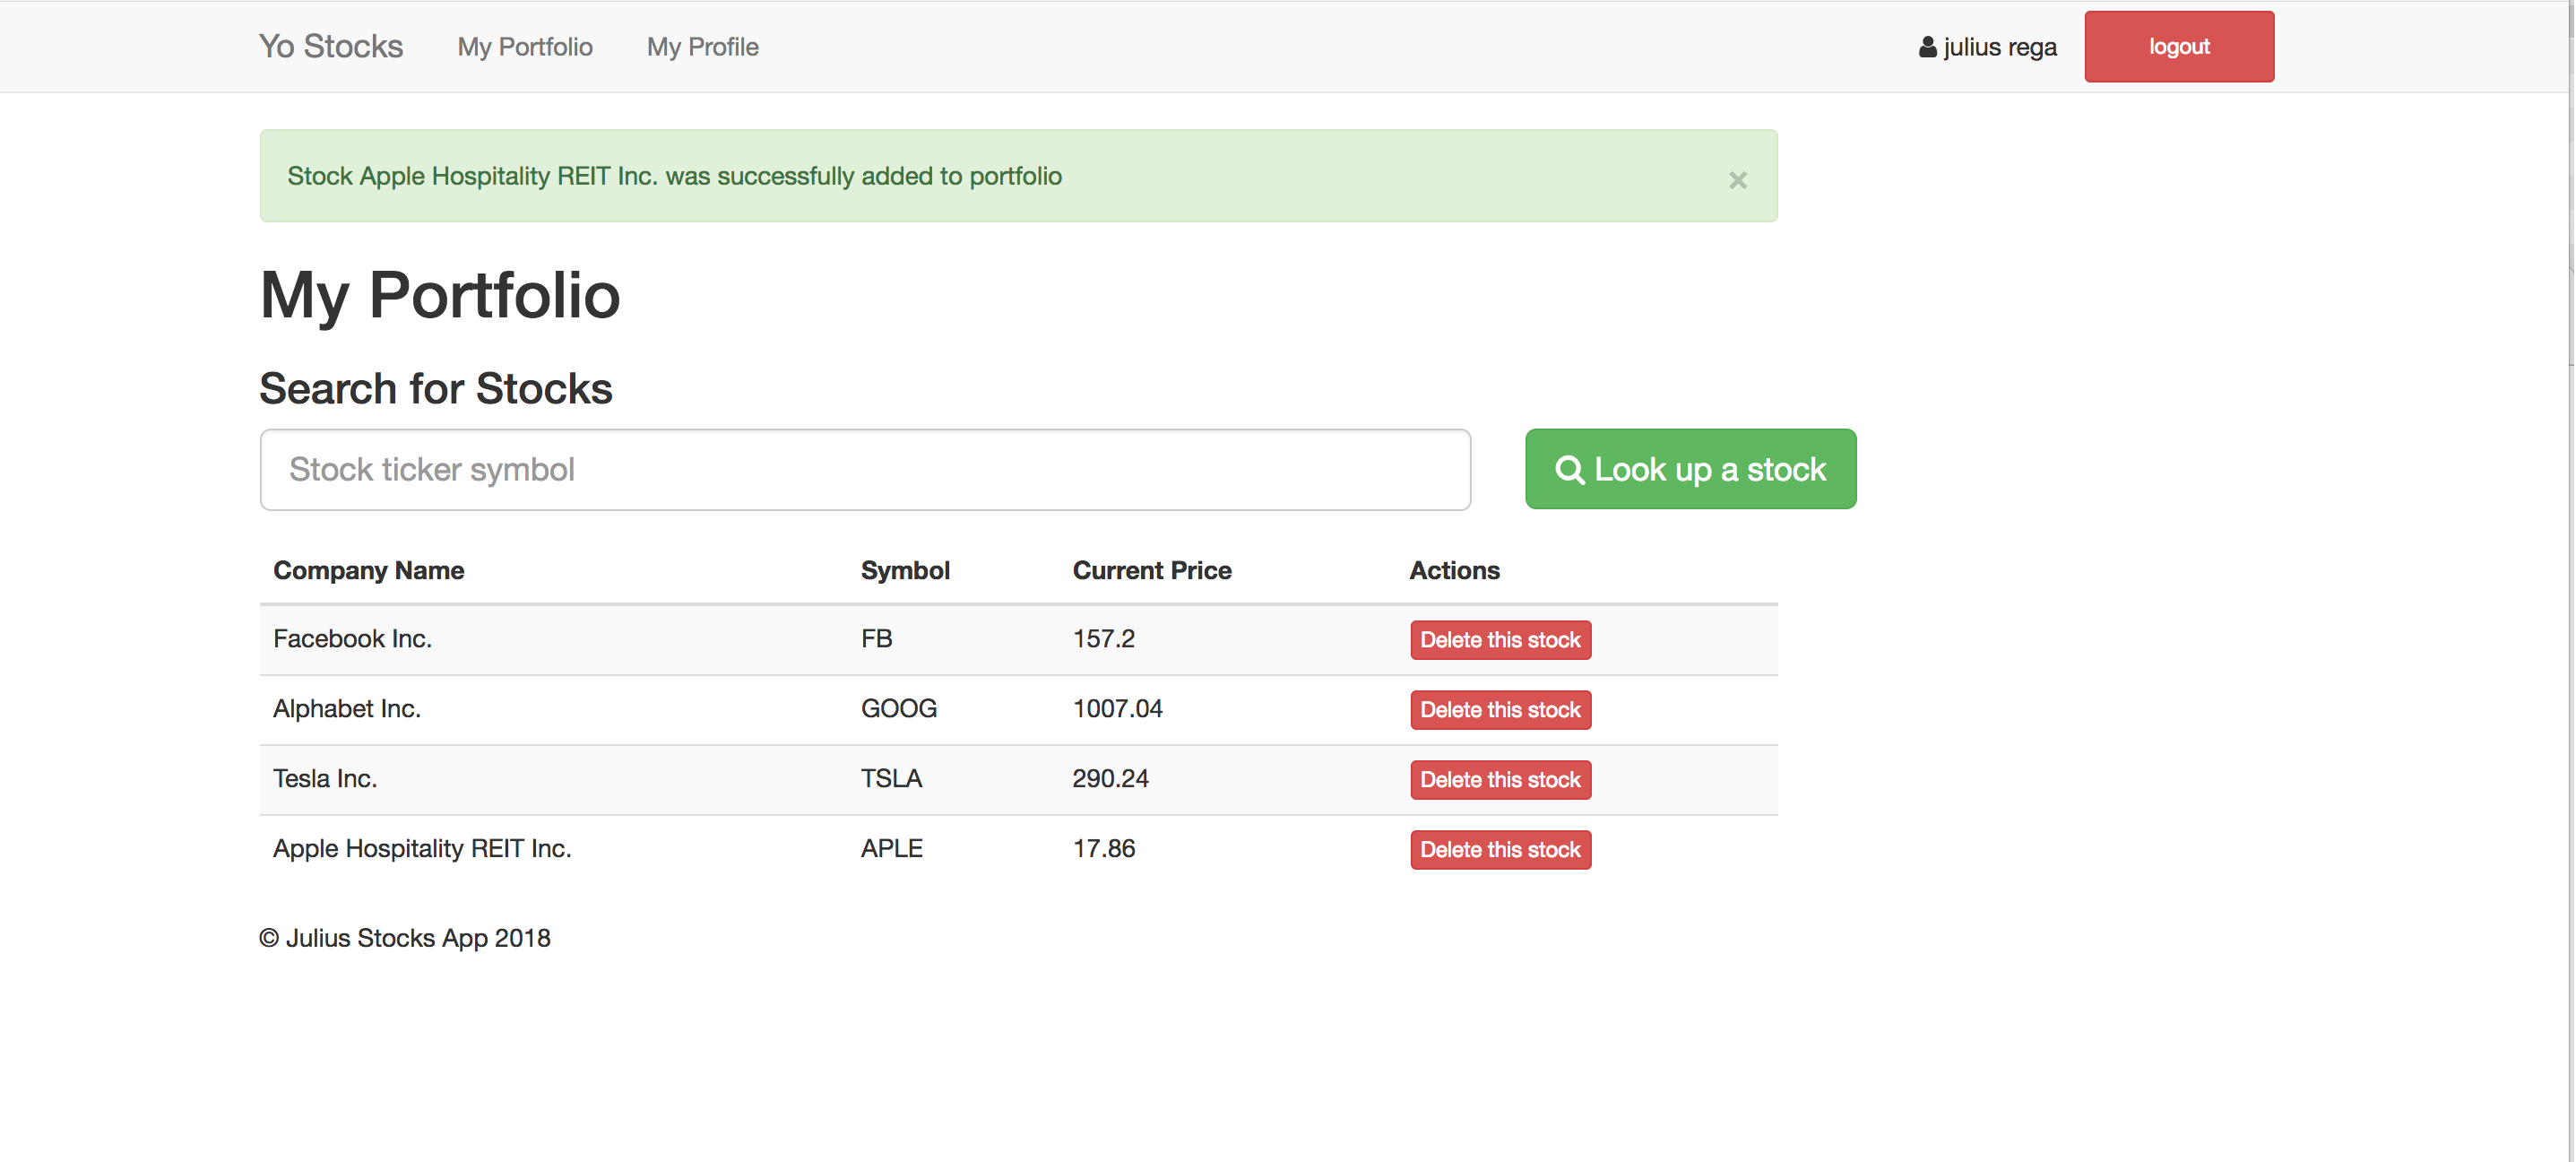 Yo Stocks My Portfolio My Profile julius rega logout
Stock Apple Hospitality REIT Inc. was successfully added to portfolio ×
My Portfolio
Search for Stocks
Stock ticker symbol Look up a stock
Company Name Symbol Current Price Actions
Facebook Inc. FB 157.2 Delete this stock
Alphabet Inc. GOOG 1007.04 Delete this stock
Tesla Inc. TSLA 290.24 Delete this stock
Apple Hospitality REIT Inc. APLE 17.86 Delete this stock
© Julius Stocks App 2018